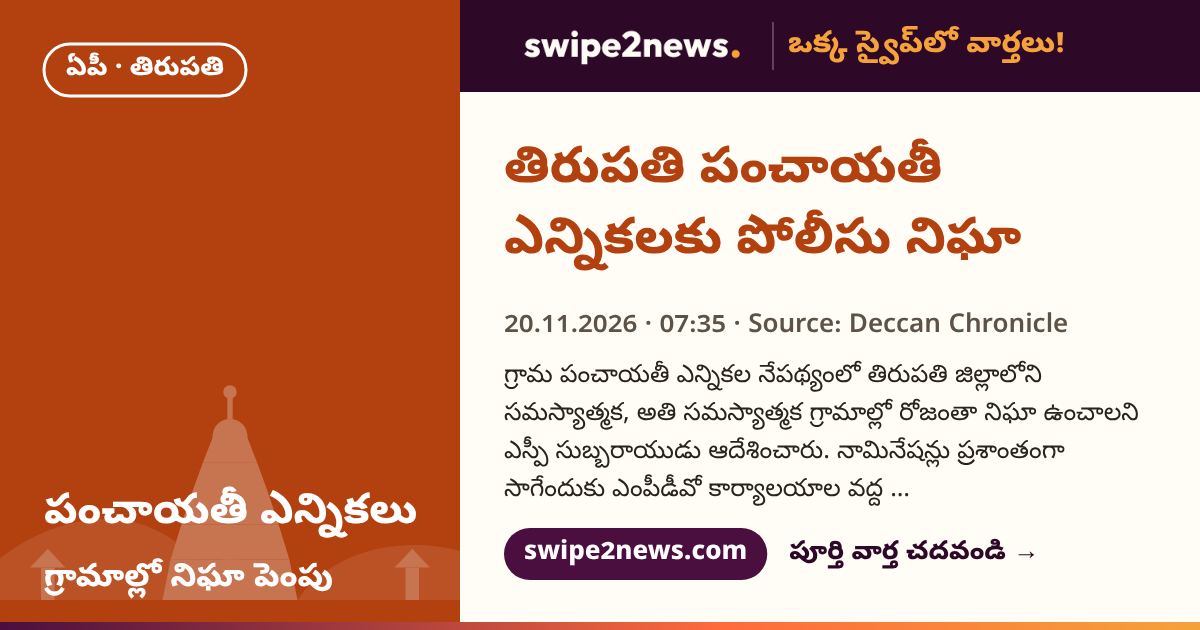 ఏపీ · తిరుపతి
పంచాయతీ ఎన్నికలు
గ్రామాల్లో నిఘా పెంపు
swipe2news.
ఒక్క స్వైప్‌లో వార్తలు!
తిరుపతి పంచాయతీ
ఎన్నికలకు పోలీసు నిఘా
20.11.2026 · 07:35 · Source: Deccan Chronicle
గ్రామ పంచాయతీ ఎన్నికల నేపథ్యంలో తిరుపతి జిల్లాలోని
సమస్యాత్మక, అతి సమస్యాత్మక గ్రామాల్లో రోజంతా నిఘా ఉంచాలని
ఎస్పీ సుబ్బరాయుడు ఆదేశించారు. నామినేషన్లు ప్రశాంతంగా
సాగేందుకు ఎంపీడీవో కార్యాలయాల వద్ద ...
swipe2news.com
పూర్తి వార్త చదవండి →